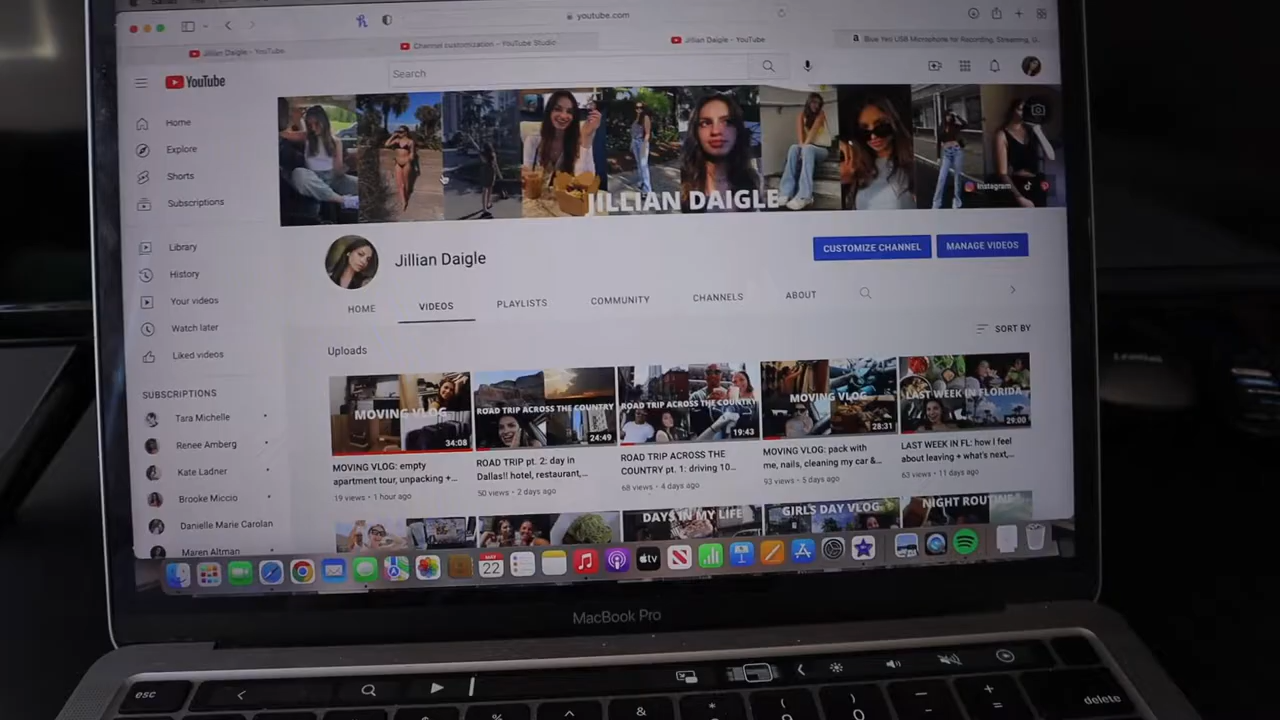 youtube.com
Jillian Daigle - YouTube
Channel customization - YouTube Studio
Jillian Daigle - YouTube
Blue Yeti USB Microphone for Recording, Streaming,
YouTube
Search
Home
Explore
Shorts
Subscriptions
Library
History
Your videos
Watch later
Liked videos
SUBSCRIPTIONS
Tara Michelle
Renee Amberg
Kate Ladner
Brooke Miccio
Danielle Marie Carolan
Maren Altman
JILLIAN DAIGLE
Instagram
Jillian Daigle
CUSTOMIZE CHANNEL
MANAGE VIDEOS
HOME
VIDEOS
PLAYLISTS
COMMUNITY
CHANNELS
ABOUT
Uploads
SORT BY
MOVING VLOG
34:08
MOVING VLOG: empty
apartment tour, unpacking +...
19 views • 1 hour ago
ROAD TRIP ACROSS THE COUNTRY
24:49
ROAD TRIP pt. 2: day in
Dallas!! hotel, restaurant,...
50 views • 2 days ago
ROAD TRIP ACROSS THE COUNTRY
19:43
ROAD TRIP ACROSS THE
COUNTRY pt. 1: driving 10...
68 views • 4 days ago
MOVING VLOG
28:31
MOVING VLOG: pack with
me, nails, cleaning my car &...
93 views • 5 days ago
LAST WEEK IN FLORIDA
29:00
LAST WEEK IN FL: how I feel
about leaving + what's next,...
63 views • 11 days ago
DAYS IN MY LIFE
GIRLS DAY VLOG
NIGHT ROUTINE
22
tv
MacBook Pro
esc
delete